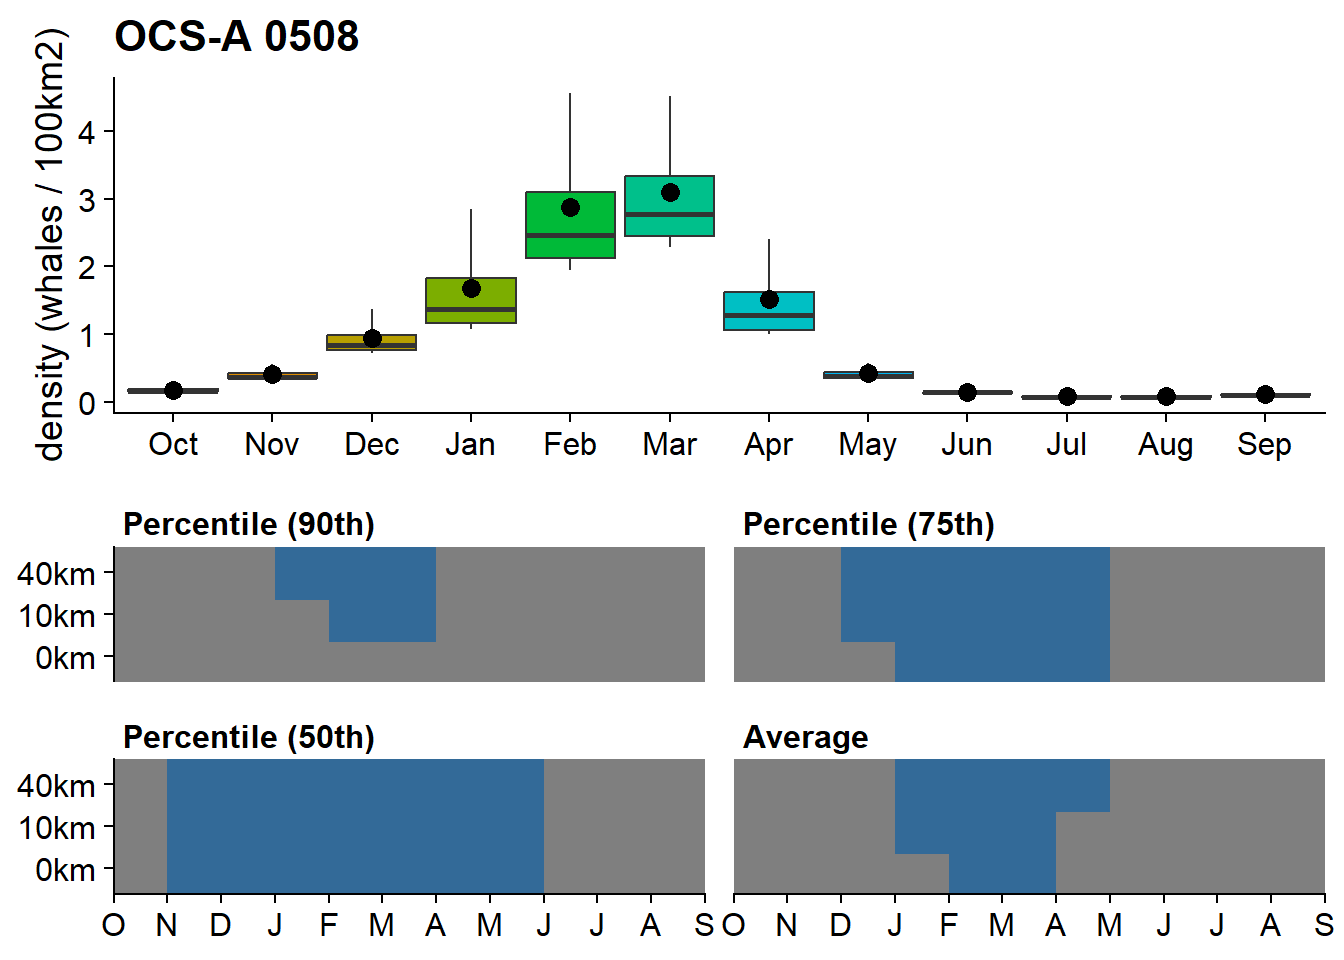 OCS-A 0508
density (whales / 100km2)
4
3
2
1
0
Oct Nov Dec Jan Feb Mar Apr May Jun Jul Aug Sep
Percentile (90th) Percentile (75th)
40km
10km
0km
Percentile (50th) Average
40km
10km
0km
O N D J F M A M J J A S O N D J F M A M J J A S